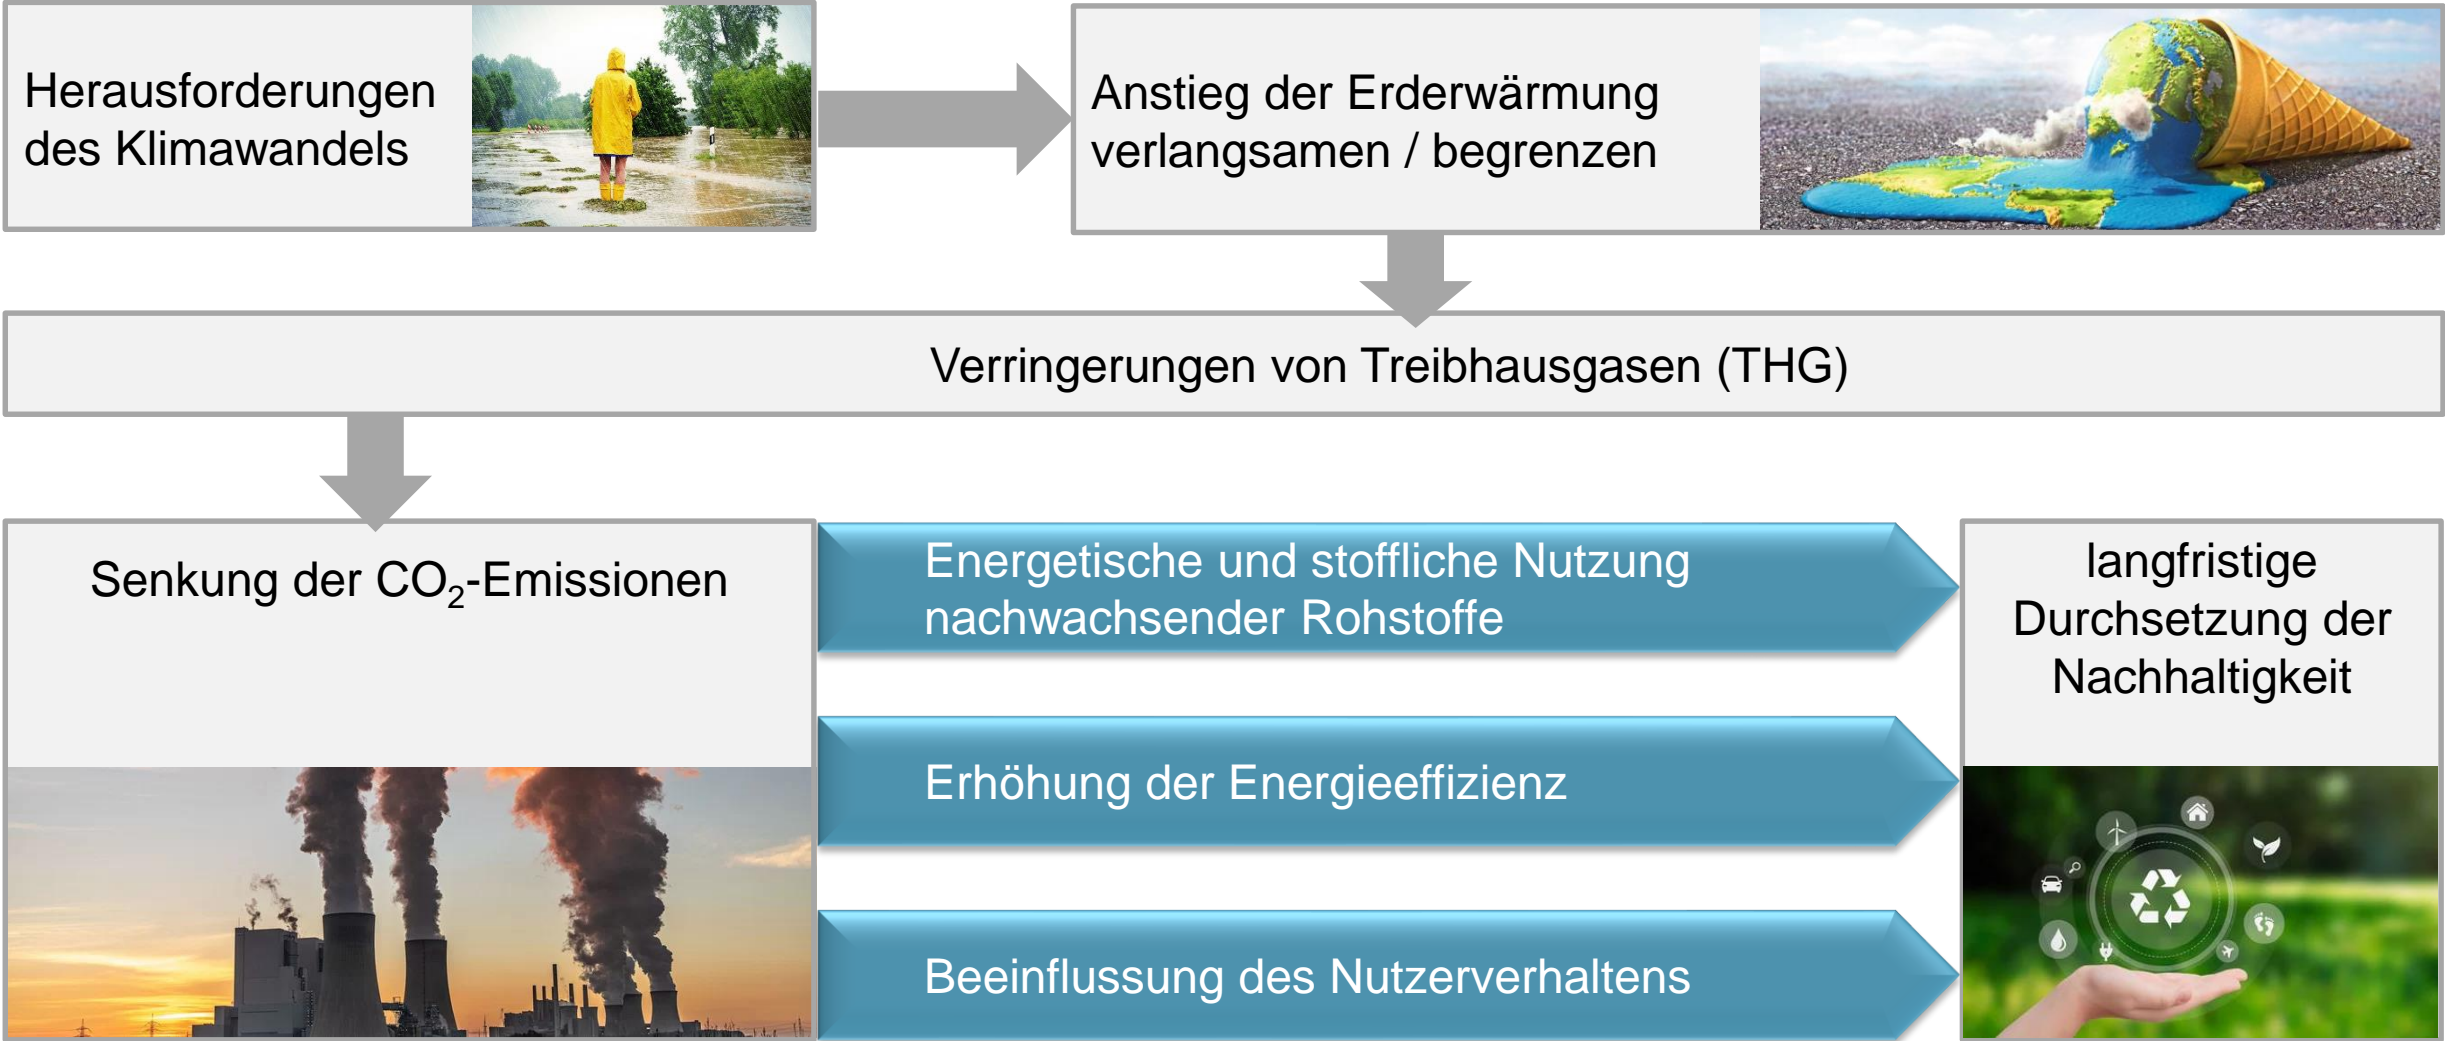 Herausforderungen
des Klimawandels
Anstieg der Erderwärmung
verlangsamen / begrenzen
Verringerungen von Treibhausgasen (THG)
Senkung der CO₂-Emissionen
Energetische und stoffliche Nutzung
nachwachsender Rohstoffe
Erhöhung der Energieeffizienz
Beeinflussung des Nutzerverhaltens
langfristige
Durchsetzung der
Nachhaltigkeit